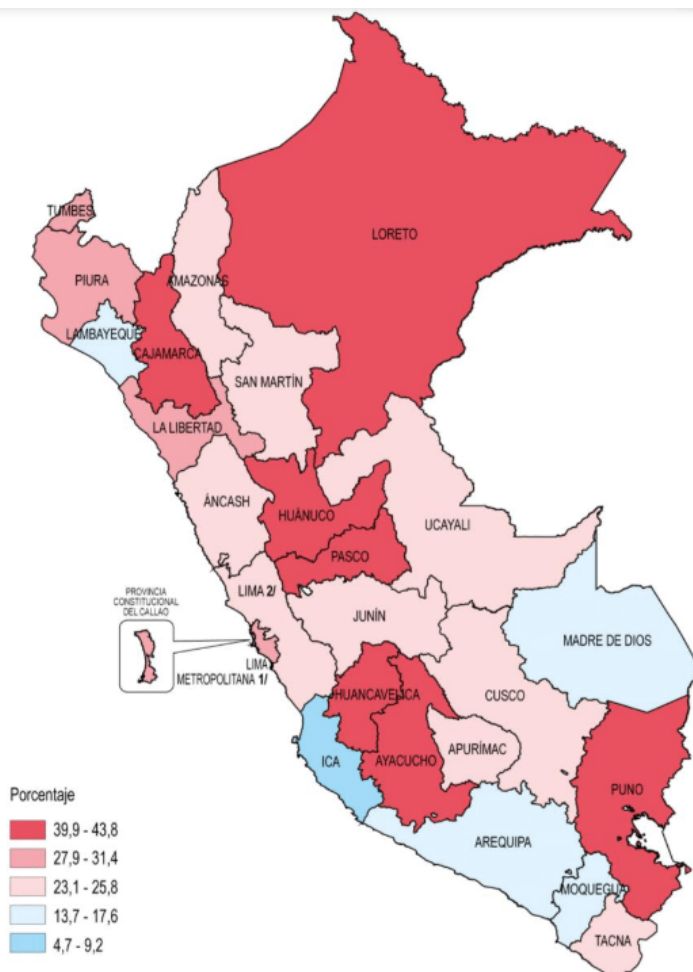 LORETO
TUMBES
PIURA
AMAZONAS
LAMBAYEQUE
CAJAMARCA
SAN MARTÍN
LA LIBERTAD
ÁNCASH
HUÁNUCO
UCAYALI
PASCO
PROVINCIA
CONSTITUCIONAL
DEL CALLAO
LIMA 2/
JUNÍN
MADRE DE DIOS
LIMA
METROPOLITANA 1/
HUANCAVELICA
CUSCO
ICA
AYACUCHO
APURÍMAC
PUNO
AREQUIPA
MOQUEGUA
TACNA
Porcentaje
39,9 - 43,8
27,9 - 31,4
23,1 - 25,8
13,7 - 17,6
4,7 - 9,2